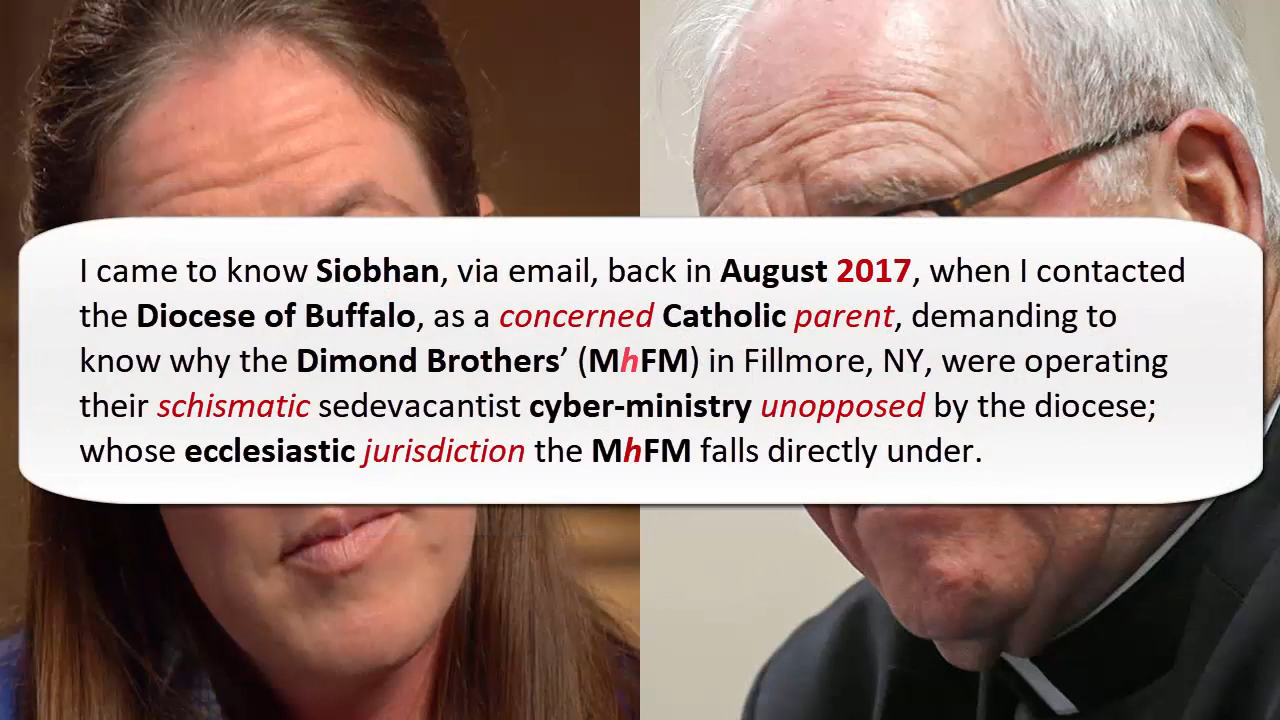 I came to know Siobhan, via email, back in August 2017, when I contacted
the Diocese of Buffalo, as a concerned Catholic parent, demanding to
know why the Dimond Brothers’ (MhFM) in Fillmore, NY, were operating
their schismatic sedevacantist cyber-ministry unopposed by the diocese;
whose ecclesiastic jurisdiction the MhFM falls directly under.